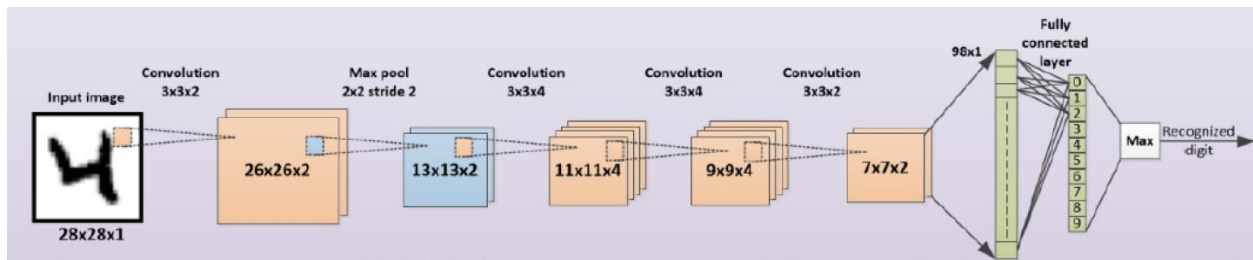 Input image
28x28x1
Convolution
3x3x2
26x26x2
Max pool
2x2 stride 2
13x13x2
Convolution
3x3x4
11x11x4
Convolution
3x3x4
9x9x4
Convolution
3x3x2
7x7x2
98x1
Fully
connected
layer
0
1
2
3
4
5
6
7
8
9
Max
Recognized
digit